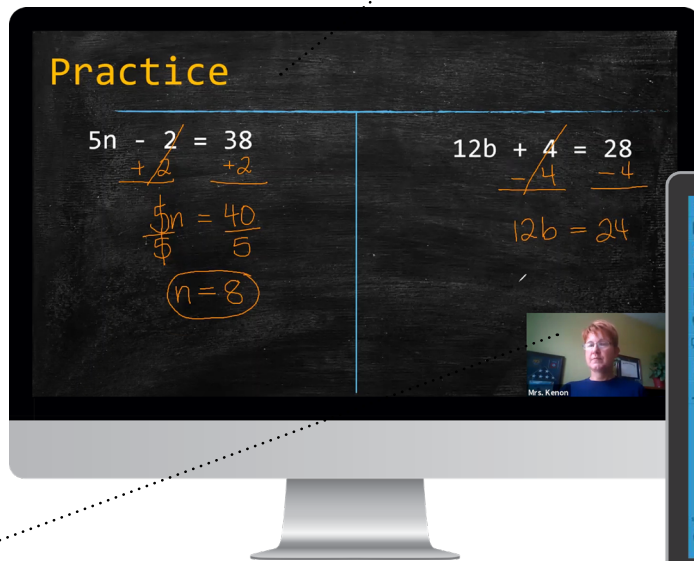 Practice
5n - 2 = 38
+ 2 +2
5n = 40
5 5
n = 8
12b + 4 = 28
- 4 - 4
12b = 24
Mrs. Kenon